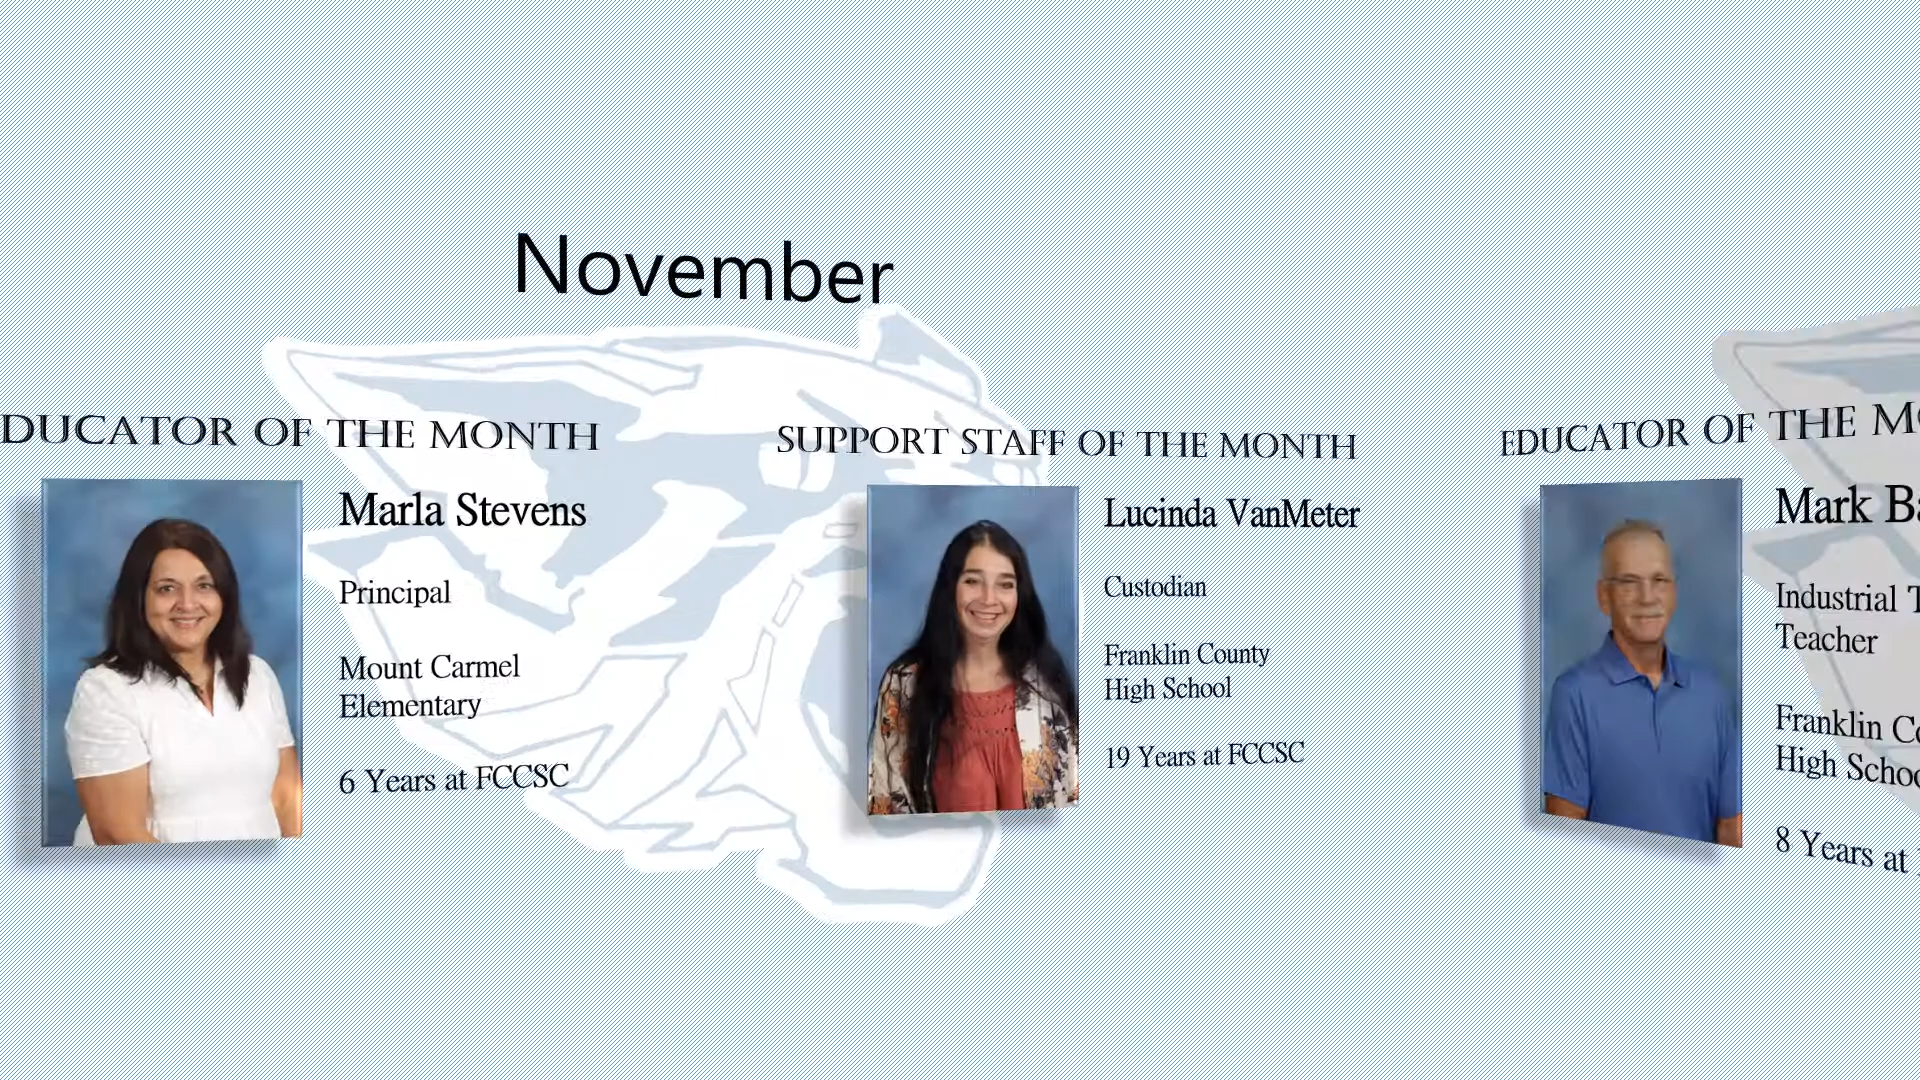 November
DUCATOR OF THE MONTH
Marla Stevens
Principal
Mount Carmel
Elementary
6 Years at FCCSC
SUPPORT STAFF OF THE MONTH
Lucinda VanMeter
Custodian
Franklin County
High School
19 Years at FCCSC
EDUCATOR OF THE
Mark
Industrial
Teacher
Franklin
High
8 Years at